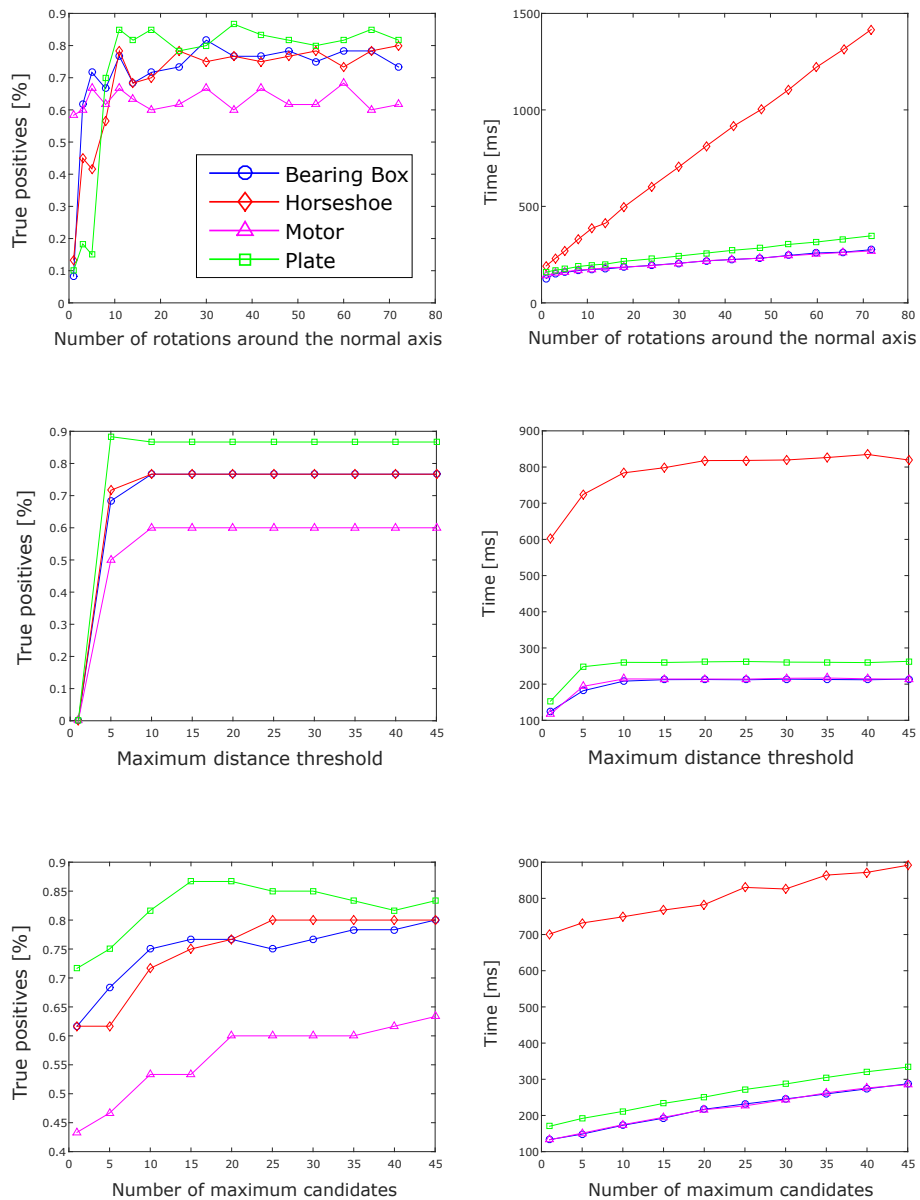 0.9
0.8
0.7
0.6
0.5
0.4
0.3
0.2
0.1
0
True positives [%]
Bearing Box
Horseshoe
Motor
Plate
0 10 20 30 40 50 60 70 80
Number of rotations around the normal axis
1500
1000
500
0
Time [ms]
0 10 20 30 40 50 60 70 80
Number of rotations around the normal axis
0.9
0.8
0.7
0.6
0.5
0.4
0.3
0.2
0.1
0
True positives [%]
0 5 10 15 20 25 30 35 40 45
Maximum distance threshold
900
800
700
600
500
400
300
200
100
Time [ms]
0 5 10 15 20 25 30 35 40 45
Maximum distance threshold
0.9
0.85
0.8
0.75
0.7
0.65
0.6
0.55
0.5
0.45
0.4
True positives [%]
0 5 10 15 20 25 30 35 40 45
Number of maximum candidates
900
800
700
600
500
400
300
200
100
Time [ms]
0 5 10 15 20 25 30 35 40 45
Number of maximum candidates